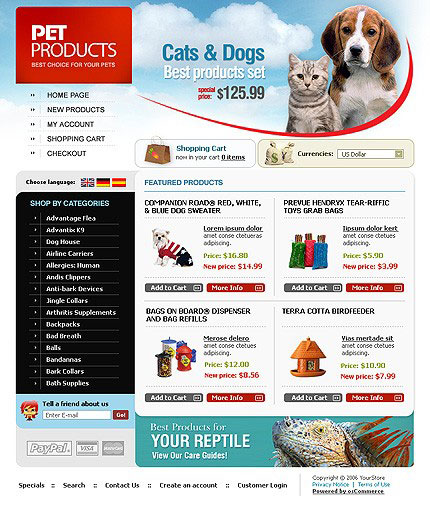 PET
PRODUCTS
BEST CHOICE FOR YOUR PETS
Cats & Dogs
Best products set
special price: $125.99
HOME PAGE
NEW PRODUCTS
MY ACCOUNT
SHOPPING CART
CHECKOUT
Shopping Cart
now in your cart 0 items
Currencies: US Dollar
Choose language:
SHOP BY CATEGORIES
Advantage Flea
Advantix K9
Dog House
Airline Carriers
Allergies: Human
Andis Clippers
Anti-bark Devices
Jingle Collars
Arthritis Supplements
Backpacks
Bad Breath
Balls
Bandannas
Bark Collars
Bath Supplies
Tell a friend about us
Enter E-mail Go!
PayPal VISA
FEATURED PRODUCTS
COMPANION ROAD® RED, WHITE,
& BLUE DOG SWEATER
Lorem ipsum dolor
amet conse ctetueras
adipiscing.
Price: $16.80
New price: $14.99
Add to Cart More Info
PREVUE HENDRYX TEAR-RIFFIC
TOYS GRAB BAGS
Iipsum dolor kert
amet conse ctetyer
adipiscing.
Price: $5.90
New price: $3.99
Add to Cart More Info
BAGS ON BOARD® DISPENSER
AND BAG REFILLS
Merose delero
amet conse ctetues
adipiscing.
Price: $12.00
New price: $8.56
Add to Cart More Info
TERRA COTTA BIRDFEEDER
Vias mertade sit
amet conse ctetyas
adipiscing.
Price: $10.90
New price: $7.99
Add to Cart More Info
Best Products for
YOUR REPTILE
View Our Care Guides!
Specials :: Search :: Contact Us :: Create an account :: Customer Login
Copyright © 2006 YourStore
Privacy Notice | Terms of Use
Powered by osCommerce